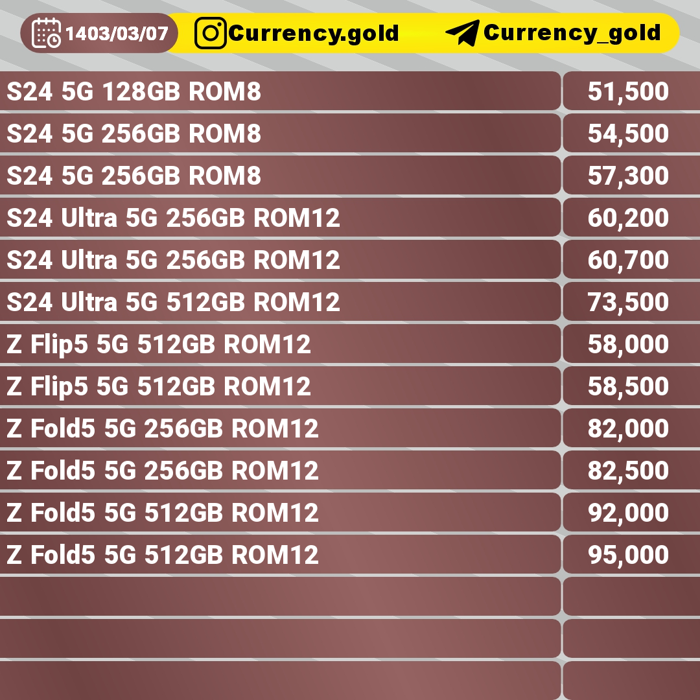 1403/03/07 Currency.gold Currency_gold
S24 5G 128GB ROM8 51,500
S24 5G 256GB ROM8 54,500
S24 5G 256GB ROM8 57,300
S24 Ultra 5G 256GB ROM12 60,200
S24 Ultra 5G 256GB ROM12 60,700
S24 Ultra 5G 512GB ROM12 73,500
Z Flip5 5G 512GB ROM12 58,000
Z Flip5 5G 512GB ROM12 58,500
Z Fold5 5G 256GB ROM12 82,000
Z Fold5 5G 256GB ROM12 82,500
Z Fold5 5G 512GB ROM12 92,000
Z Fold5 5G 512GB ROM12 95,000